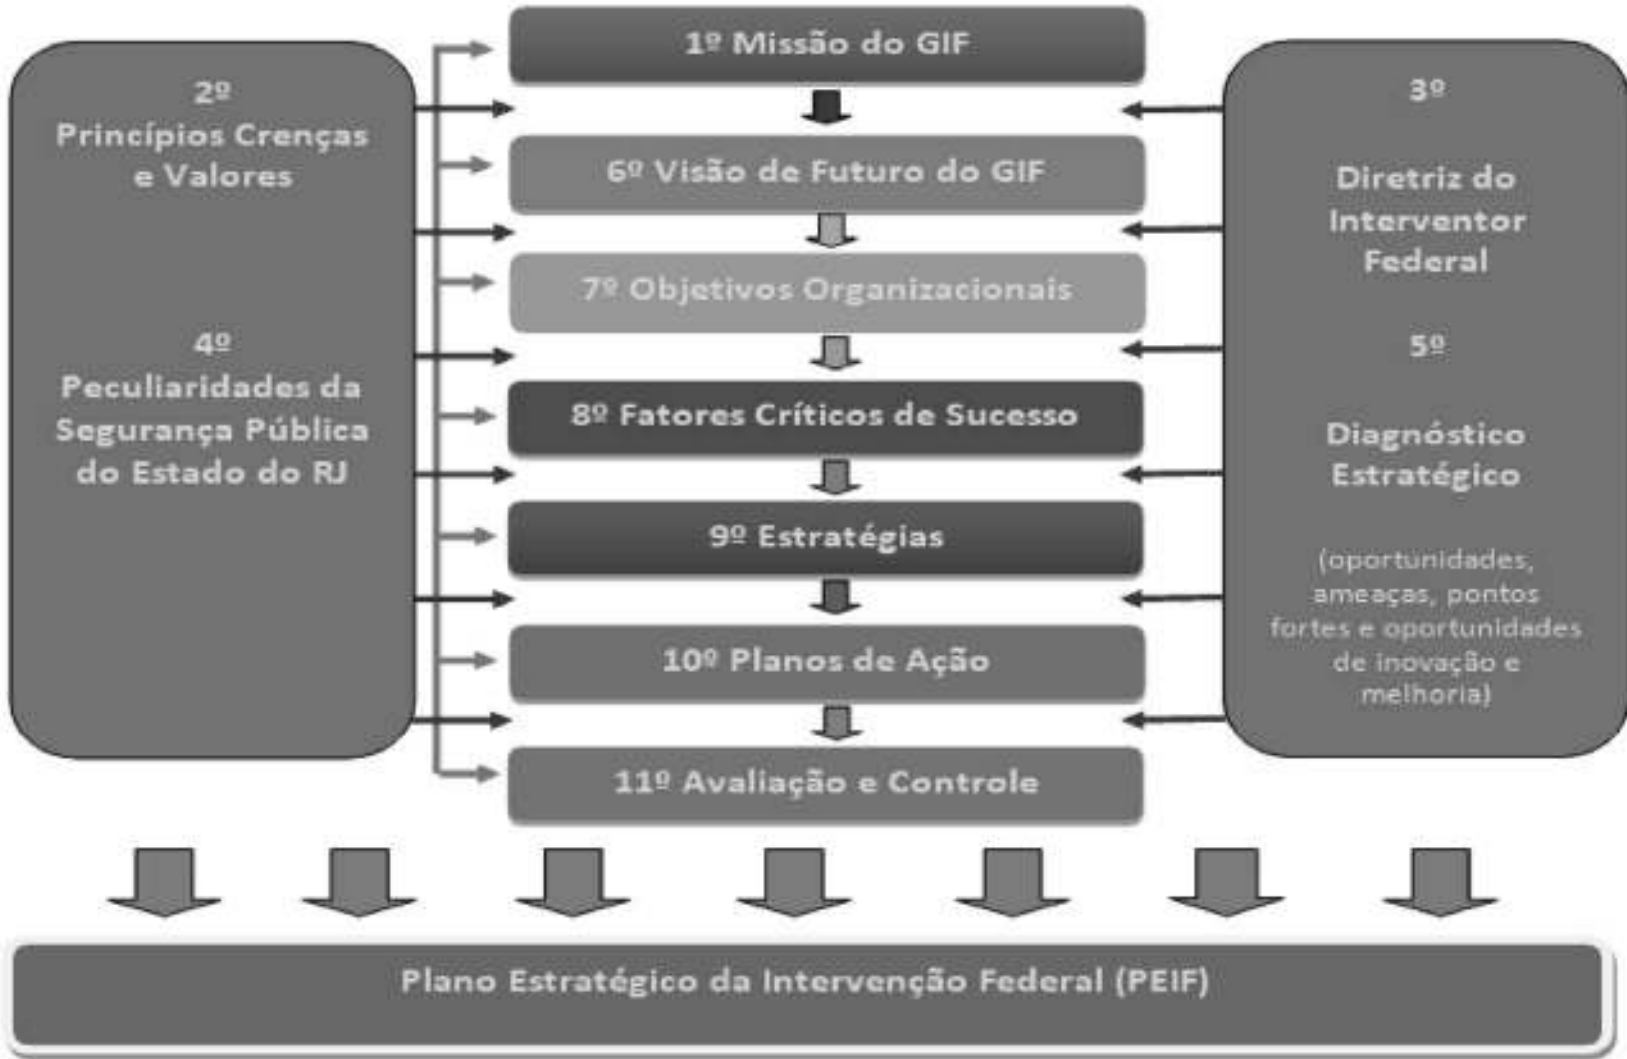 1º Missão do GIF
2º
Princípios Crenças
e Valores
4º
Peculiaridades da
Segurança Pública
do Estado do RJ
6º Visão de Futuro do GIF
7º Objetivos Organizacionais
8º Fatores Críticos de Sucesso
9º Estratégias
10º Planos de Ação
11º Avaliação e Controle
3º
Diretriz do
Interventor
Federal
5º
Diagnóstico
Estratégico
(oportunidades,
ameaças, pontos
fortes e oportunidades
de inovação e
melhoria)
Plano Estratégico da Intervenção Federal (PEIF)